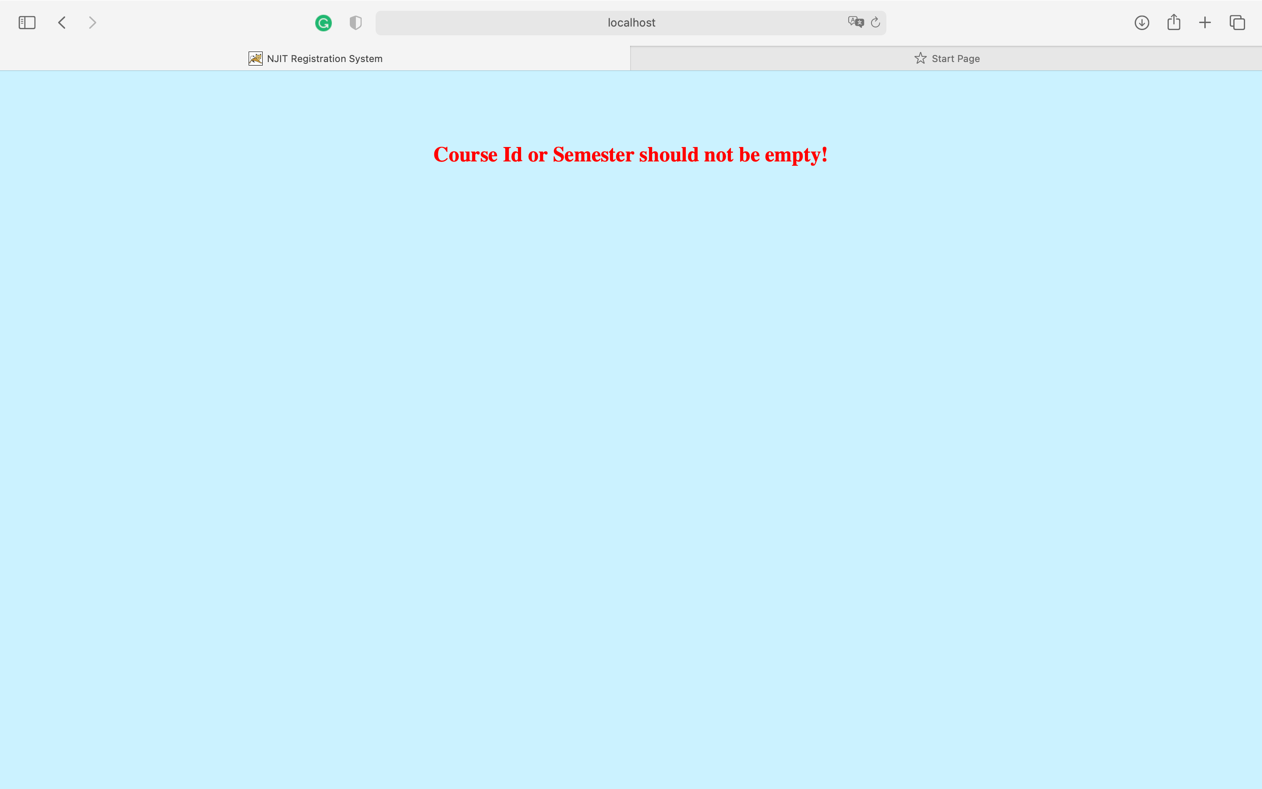 localhost
NJIT Registration System
Start Page
Course Id or Semester should not be empty!